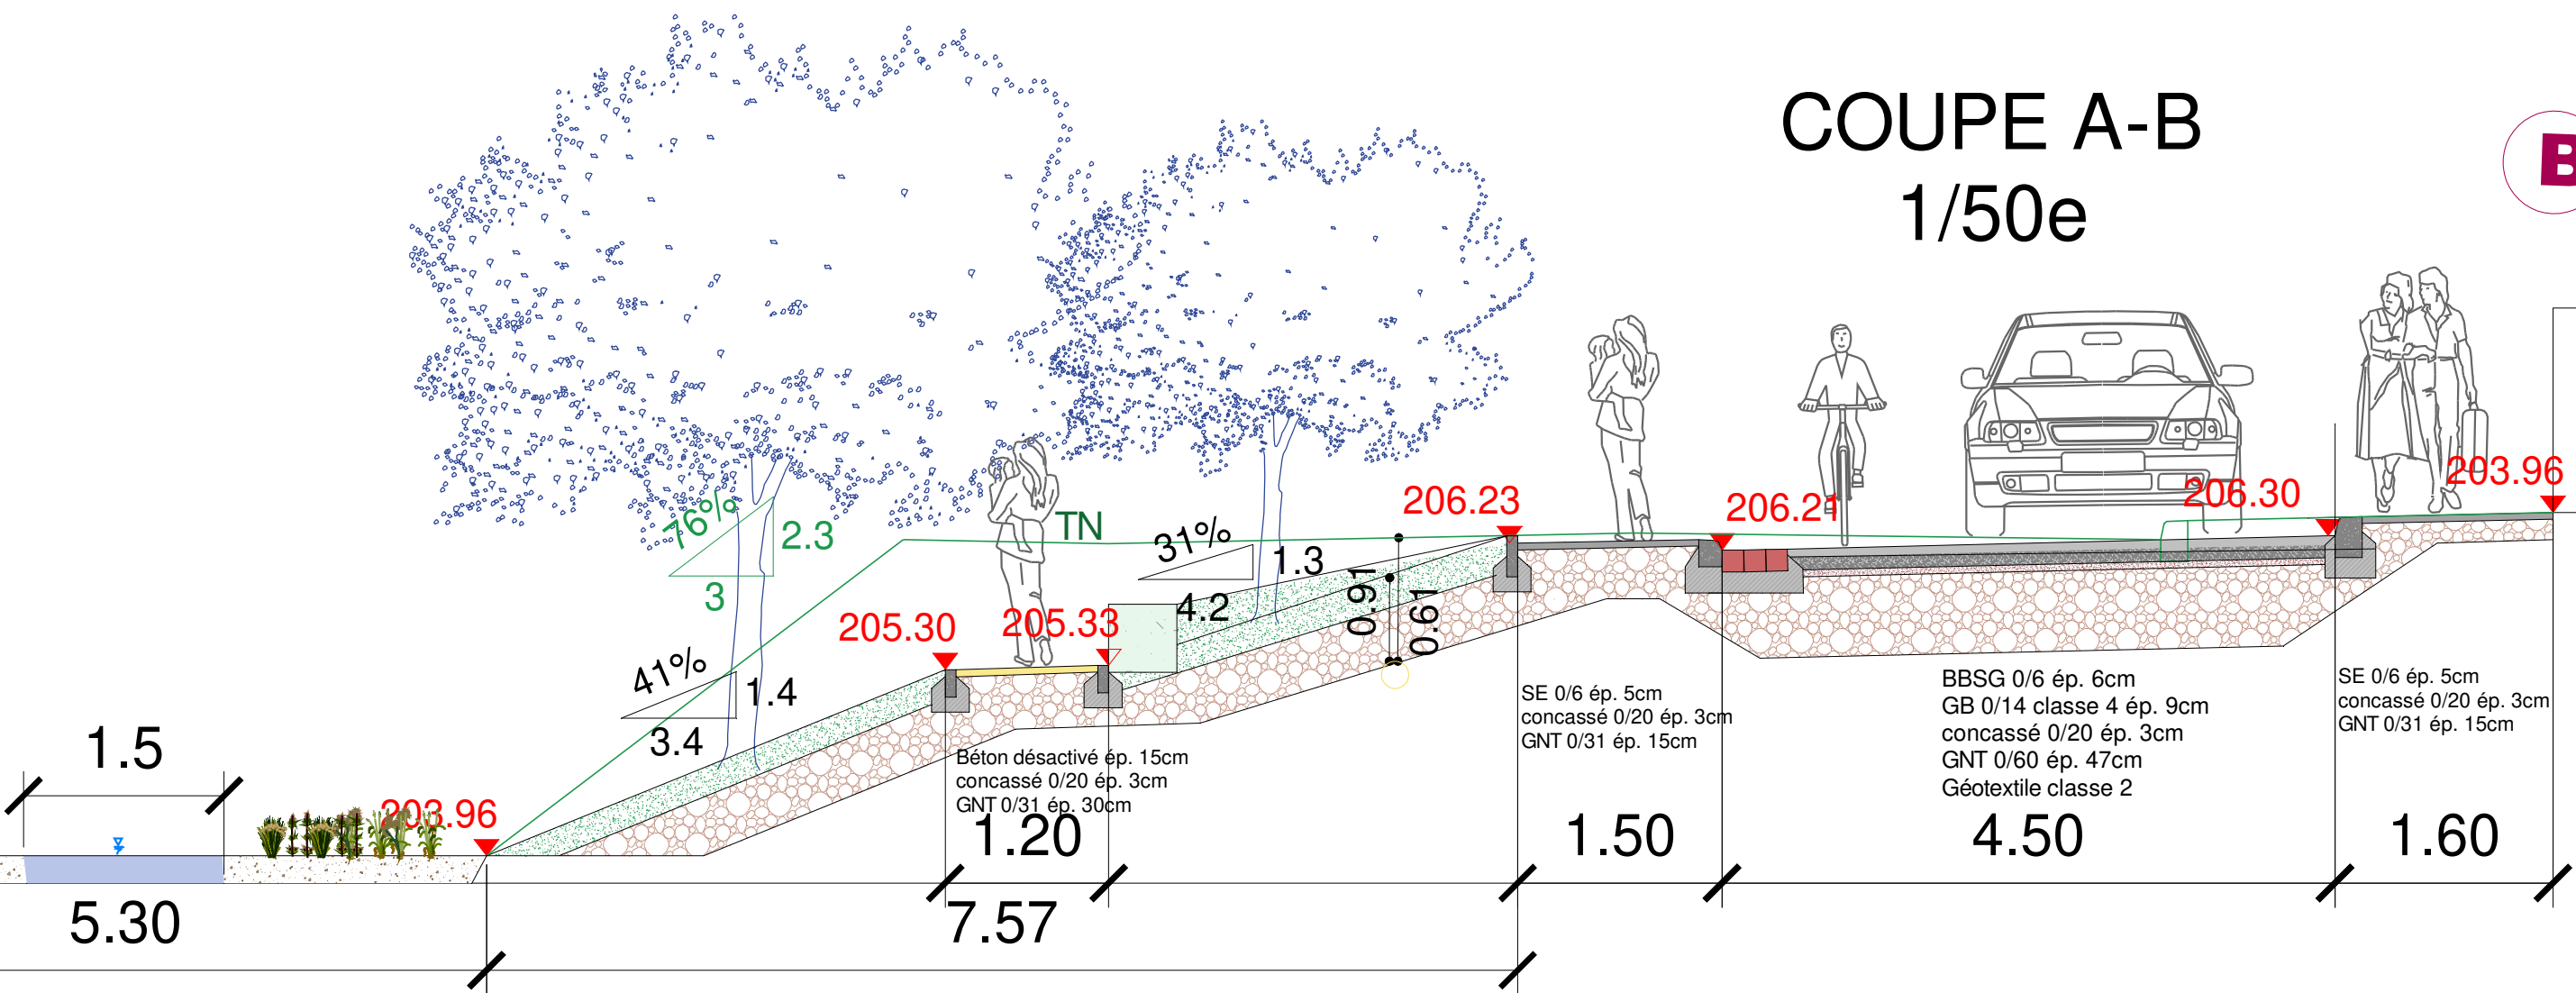 COUPE A-B
1/50e
B
203.96
206.30
206.21
206.23
TN
76%
2.3
3
31%
1.3
4.2
0.91
0.61
205.30
205.33
41%
1.4
3.4
1.5
203.96
Béton désactivé ép. 15cm
concassé 0/20 ép. 3cm
GNT 0/31 ép. 30cm
SE 0/6 ép. 5cm
concassé 0/20 ép. 3cm
GNT 0/31 ép. 15cm
BBSG 0/6 ép. 6cm
GB 0/14 classe 4 ép. 9cm
concassé 0/20 ép. 3cm
GNT 0/60 ép. 47cm
Géotextile classe 2
SE 0/6 ép. 5cm
concassé 0/20 ép. 3cm
GNT 0/31 ép. 15cm
1.20
1.50
4.50
1.60
5.30
7.57